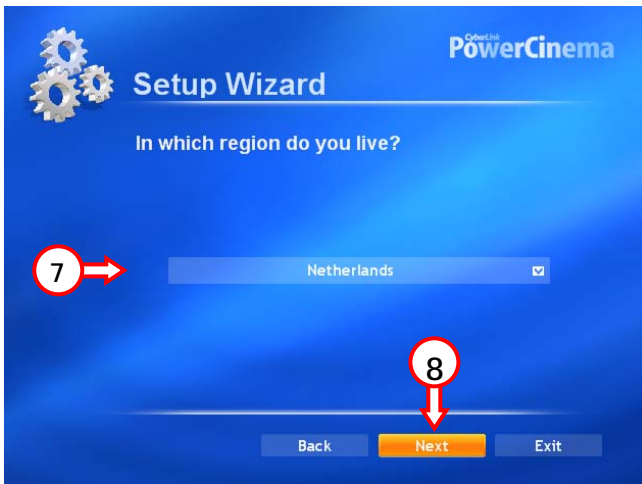 CyberLink
PowerCinema
Setup Wizard
In which region do you live?
7
Netherlands
8
Back
Next
Exit